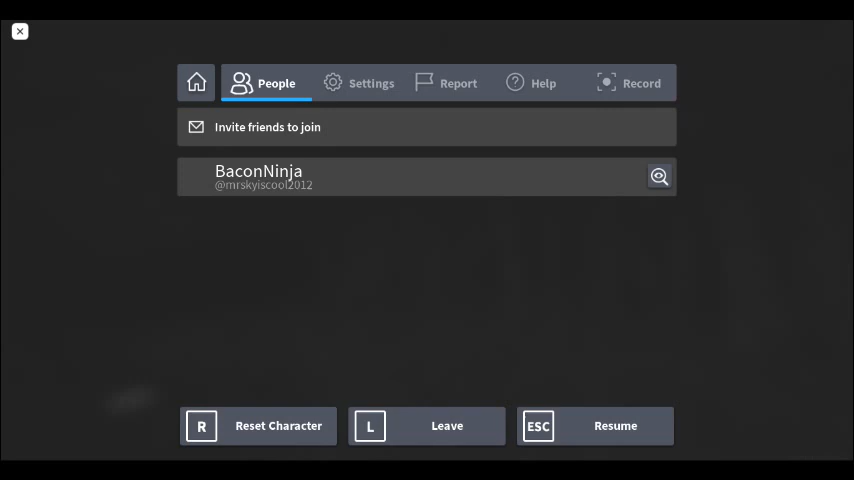 People
Settings
Report
Help
Record
Invite friends to join
BaconNinja
@mrskyiscool2012
R Reset Character
L Leave
ESC Resume